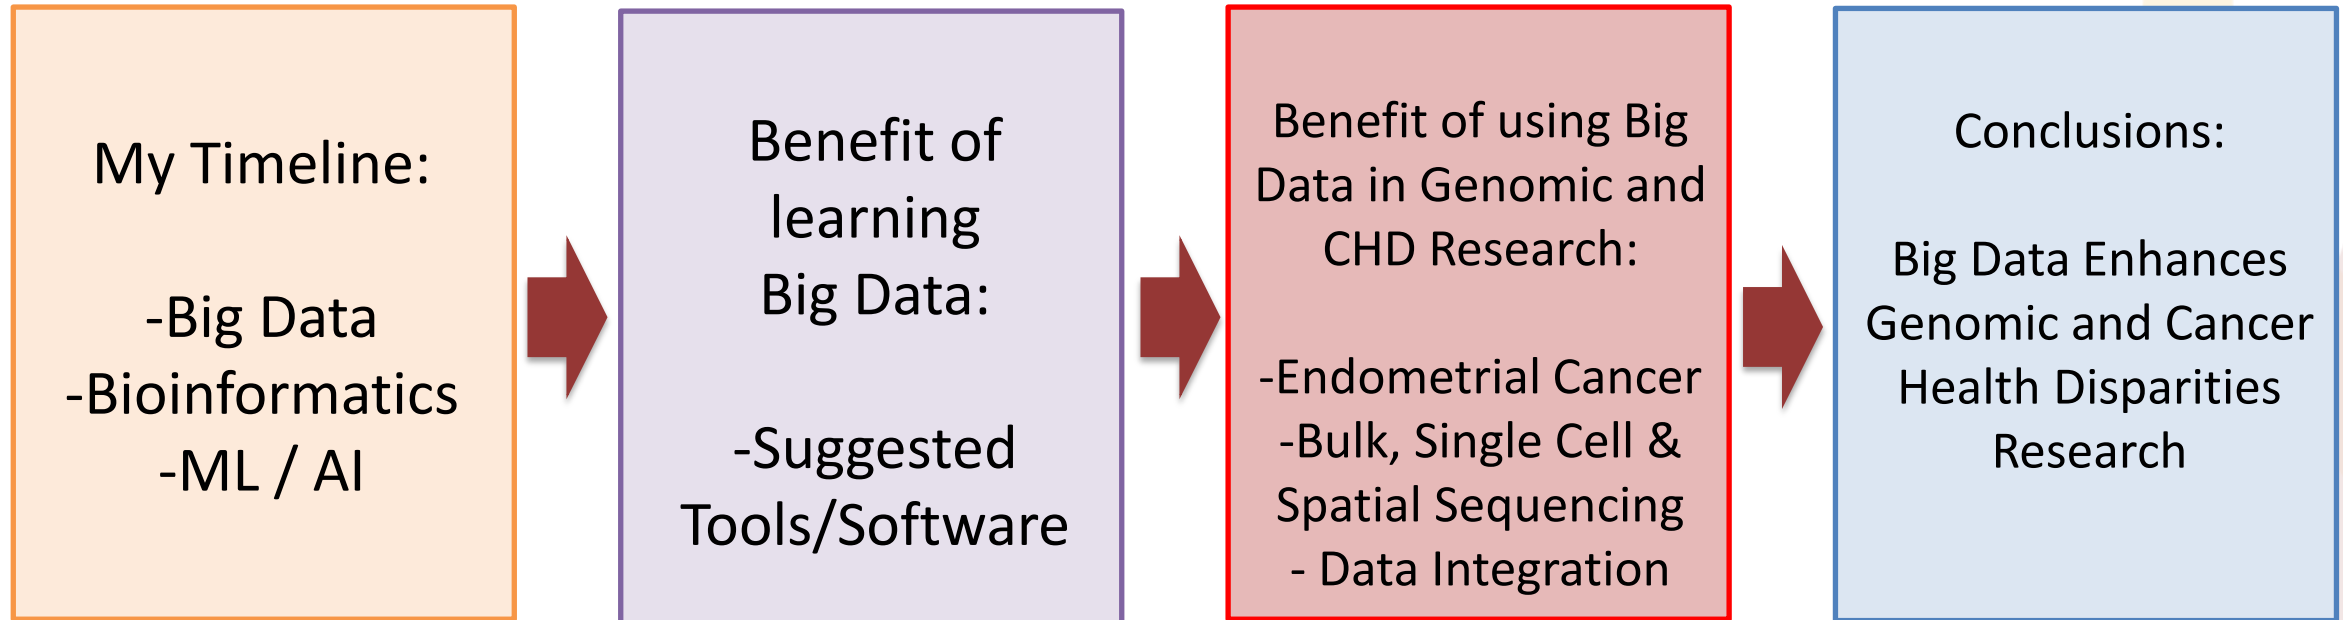 My Timeline:
-Big Data
-Bioinformatics
-ML / AI
Benefit of
learning
Big Data:
-Suggested
Tools/Software
Benefit of using Big
Data in Genomic and
CHD Research:
-Endometrial Cancer
-Bulk, Single Cell &
Spatial Sequencing
- Data Integration
Conclusions:
Big Data Enhances
Genomic and Cancer
Health Disparities
Research